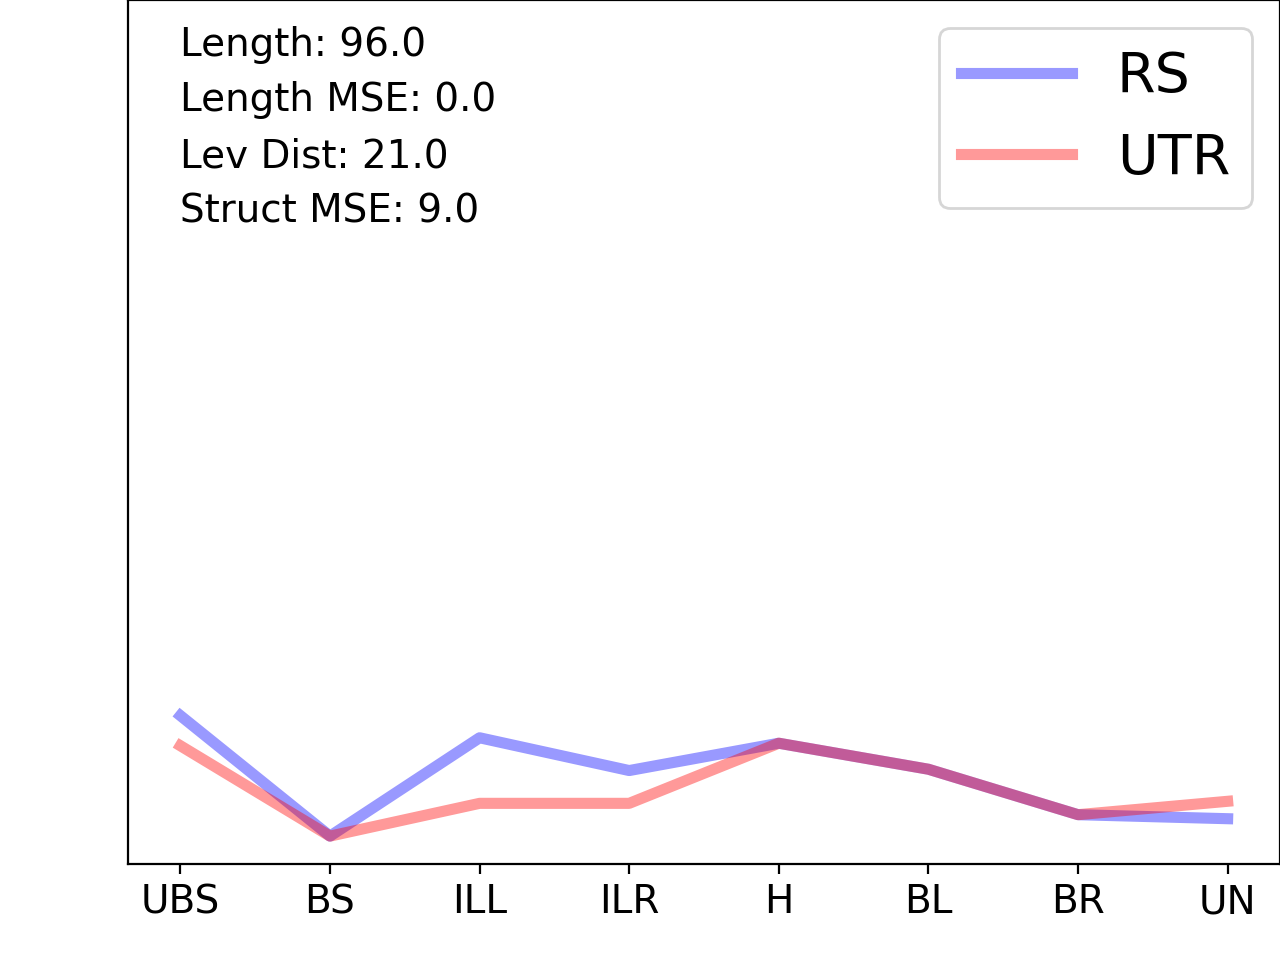 Length: 96.0
Length MSE: 0.0
Lev Dist: 21.0
Struct MSE: 9.0
RS
UTR
UBS BS ILL ILR H BL BR UN